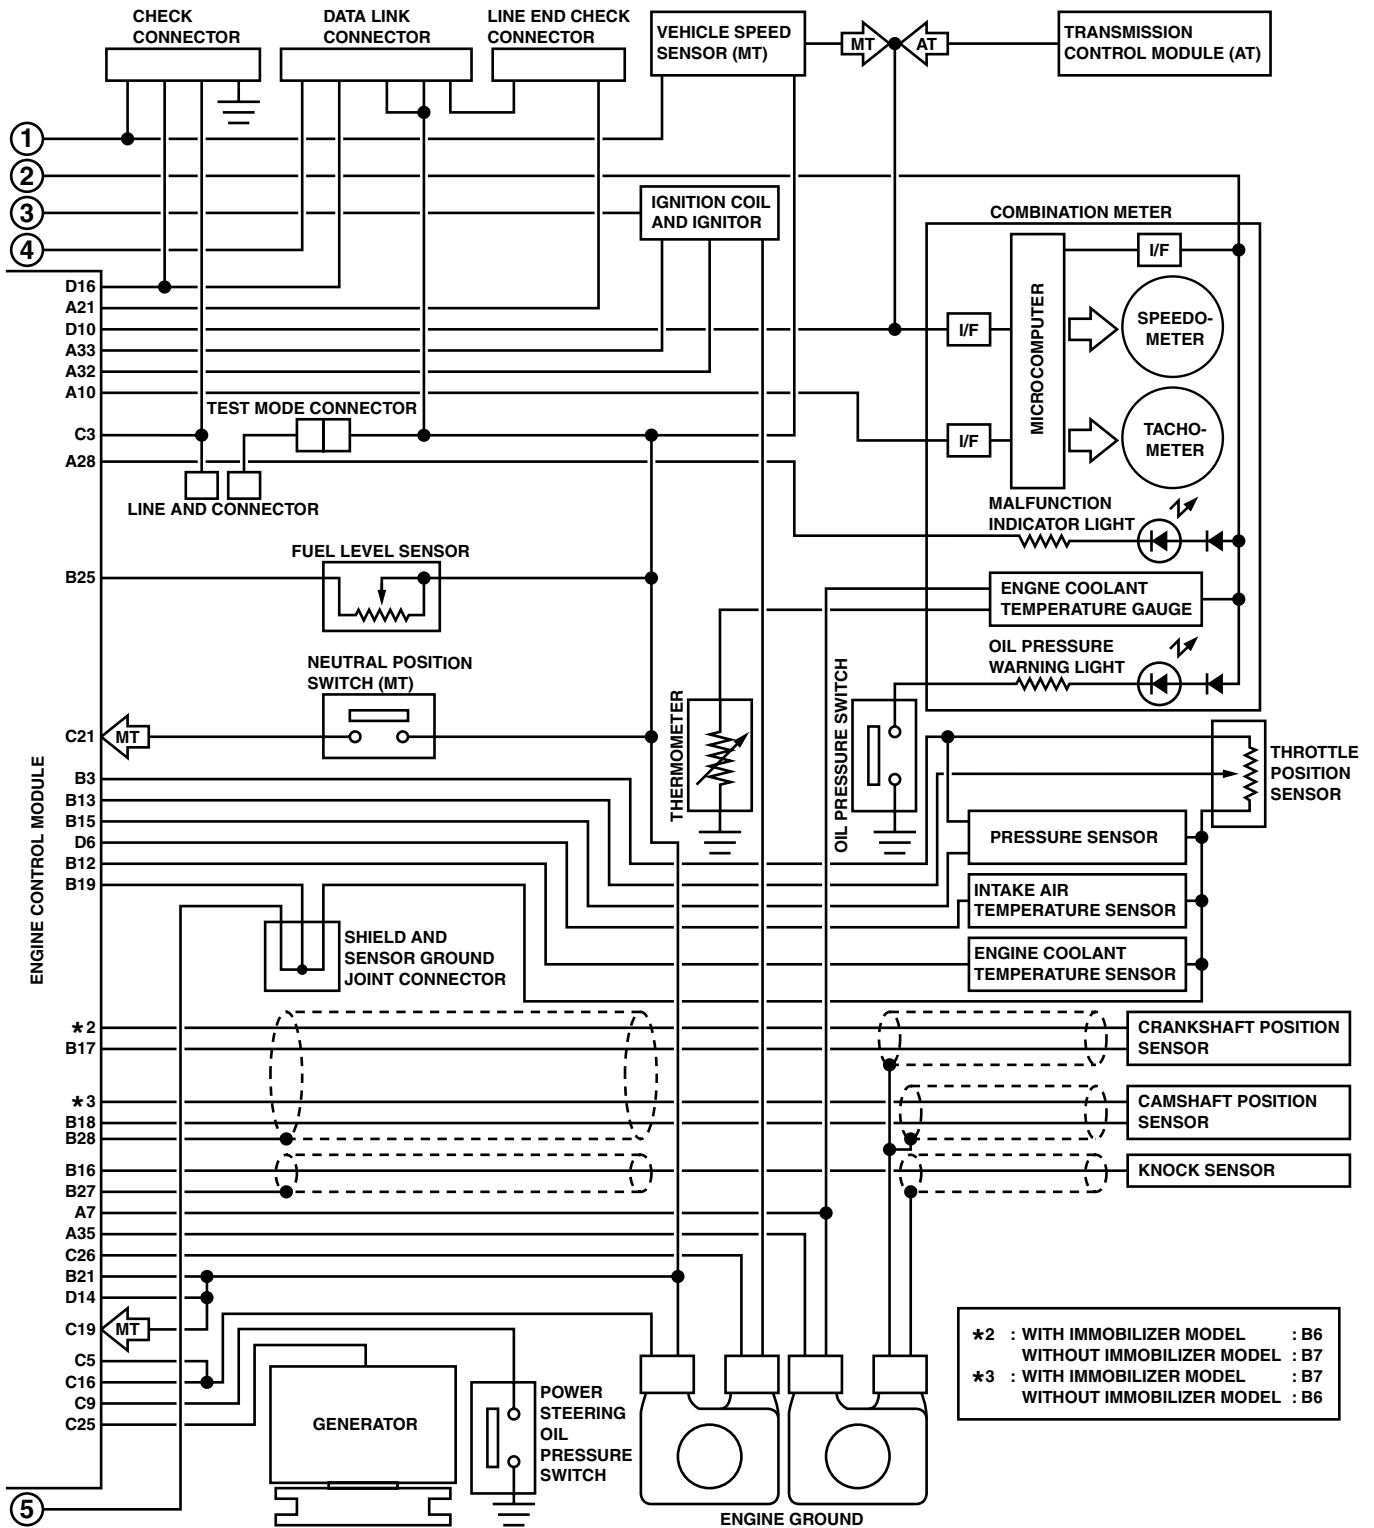 CHECK
CONNECTOR
DATA LINK
CONNECTOR
LINE END CHECK
CONNECTOR
VEHICLE SPEED
SENSOR (MT)
MT
AT
TRANSMISSION
CONTROL MODULE (AT)
1
2
3
4
IGNITION COIL
AND IGNITOR
COMBINATION METER
I/F
MICROCOMPUTER
SPEEDO-
METER
I/F
TACHO-
METER
I/F
D16
A21
D10
A33
A32
A10
TEST MODE CONNECTOR
C3
A28
LINE AND CONNECTOR
MALFUNCTION
INDICATOR LIGHT
FUEL LEVEL SENSOR
B25
ENGNE COOLANT
TEMPERATURE GAUGE
OIL PRESSURE
WARNING LIGHT
NEUTRAL POSITION
SWITCH (MT)
THERMOMETER
OIL PRESSURE SWITCH
C21
MT
THROTTLE
POSITION
SENSOR
ENGINE CONTROL MODULE
B3
B13
B15
D6
B12
B19
PRESSURE SENSOR
INTAKE AIR
TEMPERATURE SENSOR
ENGINE COOLANT
TEMPERATURE SENSOR
SHIELD AND
SENSOR GROUND
JOINT CONNECTOR
*2
B17
CRANKSHAFT POSITION
SENSOR
*3
B18
B28
CAMSHAFT POSITION
SENSOR
B16
B27
KNOCK SENSOR
A7
A35
C26
B21
D14
C19
MT
C5
C16
C9
C25
GENERATOR
POWER
STEERING
OIL
PRESSURE
SWITCH
5
ENGINE GROUND
*2 : WITH IMMOBILIZER MODEL : B6
WITHOUT IMMOBILIZER MODEL : B7
*3 : WITH IMMOBILIZER MODEL : B7
WITHOUT IMMOBILIZER MODEL : B6